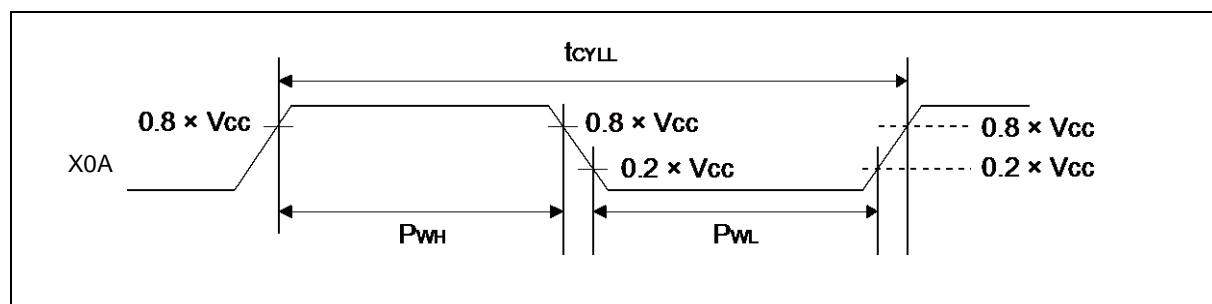 tCYLL
0.8 × Vcc
0.8 × Vcc
0.8 × Vcc
X0A
0.2 × Vcc
0.2 × Vcc
PWH
PWL